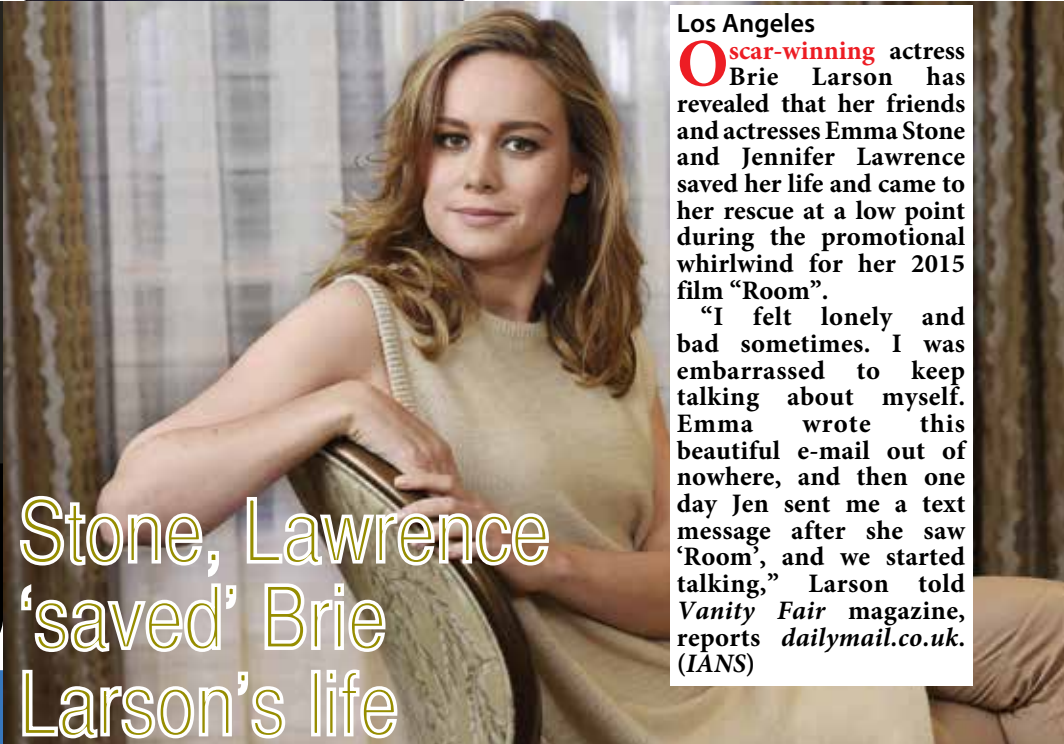 Los Angeles
Oscar-winning actress
Brie Larson has
revealed that her friends
and actresses Emma Stone
and Jennifer Lawrence
saved her life and came to
her rescue at a low point
during the promotional
whirlwind for her 2015
film “Room”.
“I felt lonely and
bad sometimes. I was
embarrassed to keep
talking about myself.
Emma wrote this
beautiful e-mail out of
nowhere, and then one
day Jen sent me a text
message after she saw
‘Room’, and we started
talking,” Larson told
Vanity Fair magazine,
reports dailymail.co.uk.
(IANS)
Stone, Lawrence
‘saved’ Brie
Larson’s life